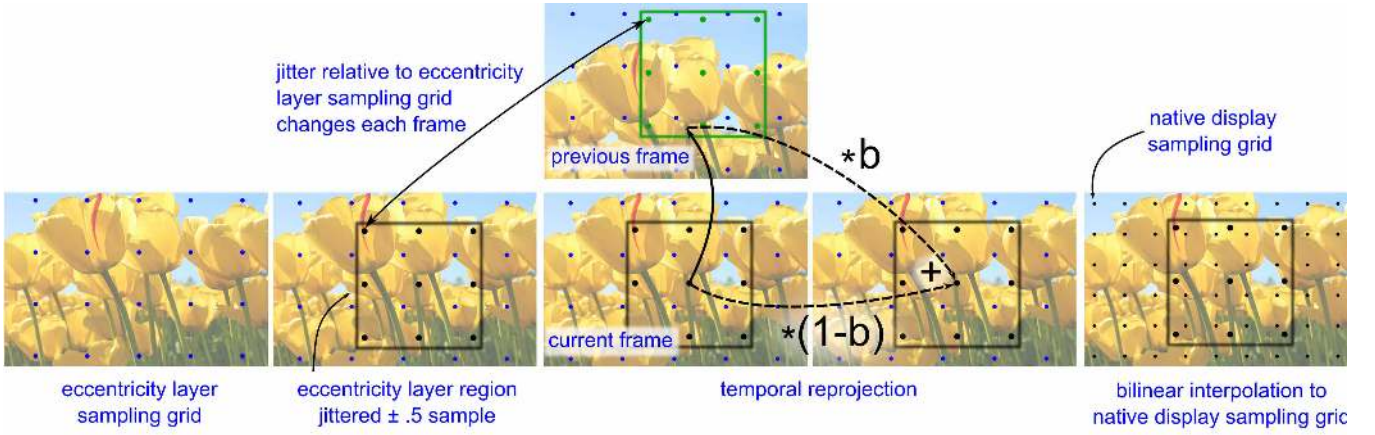 jitter relative to eccentricity
layer sampling grid
changes each frame
previous frame
*b
native display
sampling grid
+
current frame
*(1-b)
eccentricity layer
sampling grid
eccentricity layer region
jittered ± .5 sample
temporal reprojection
bilinear interpolation to
native display sampling grid